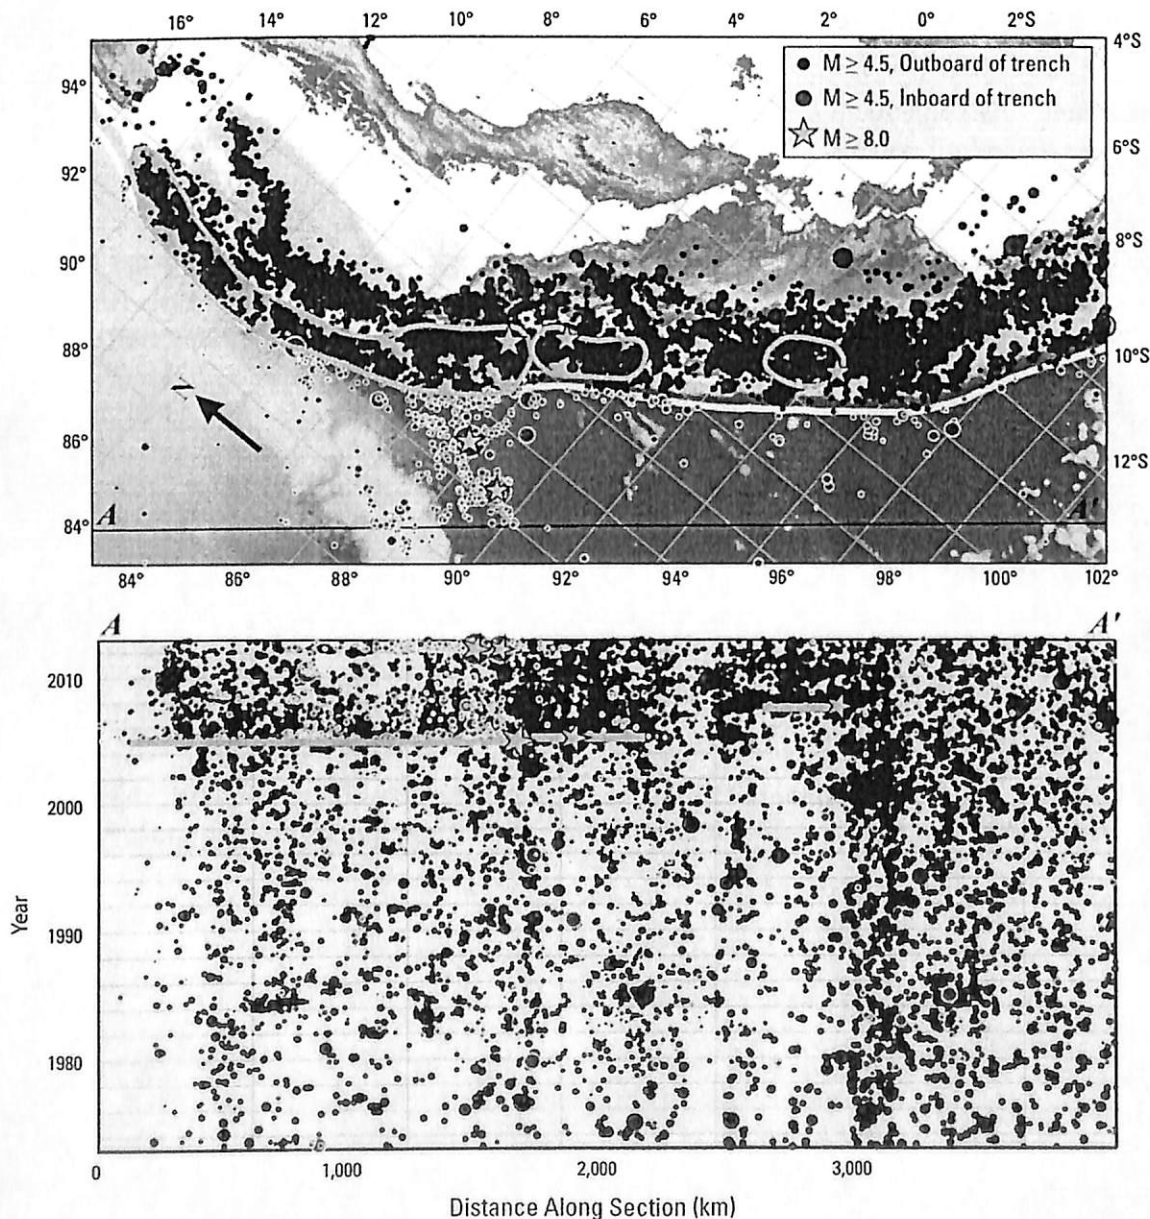 16° 14° 12° 10° 8° 6° 4° 2° 0° 2°S
4°S
94°
M ≥ 4.5, Outboard of trench
M ≥ 4.5, Inboard of trench
M ≥ 8.0
6°S
92°
8°S
90°
88°
10°S
N
86°
12°S
A A'
84°
84° 86° 88° 90° 92° 94° 96° 98° 100° 102°
A A'
2010
2000
1990
1980
Year
0 1,000 2,000 3,000
Distance Along Section (km)